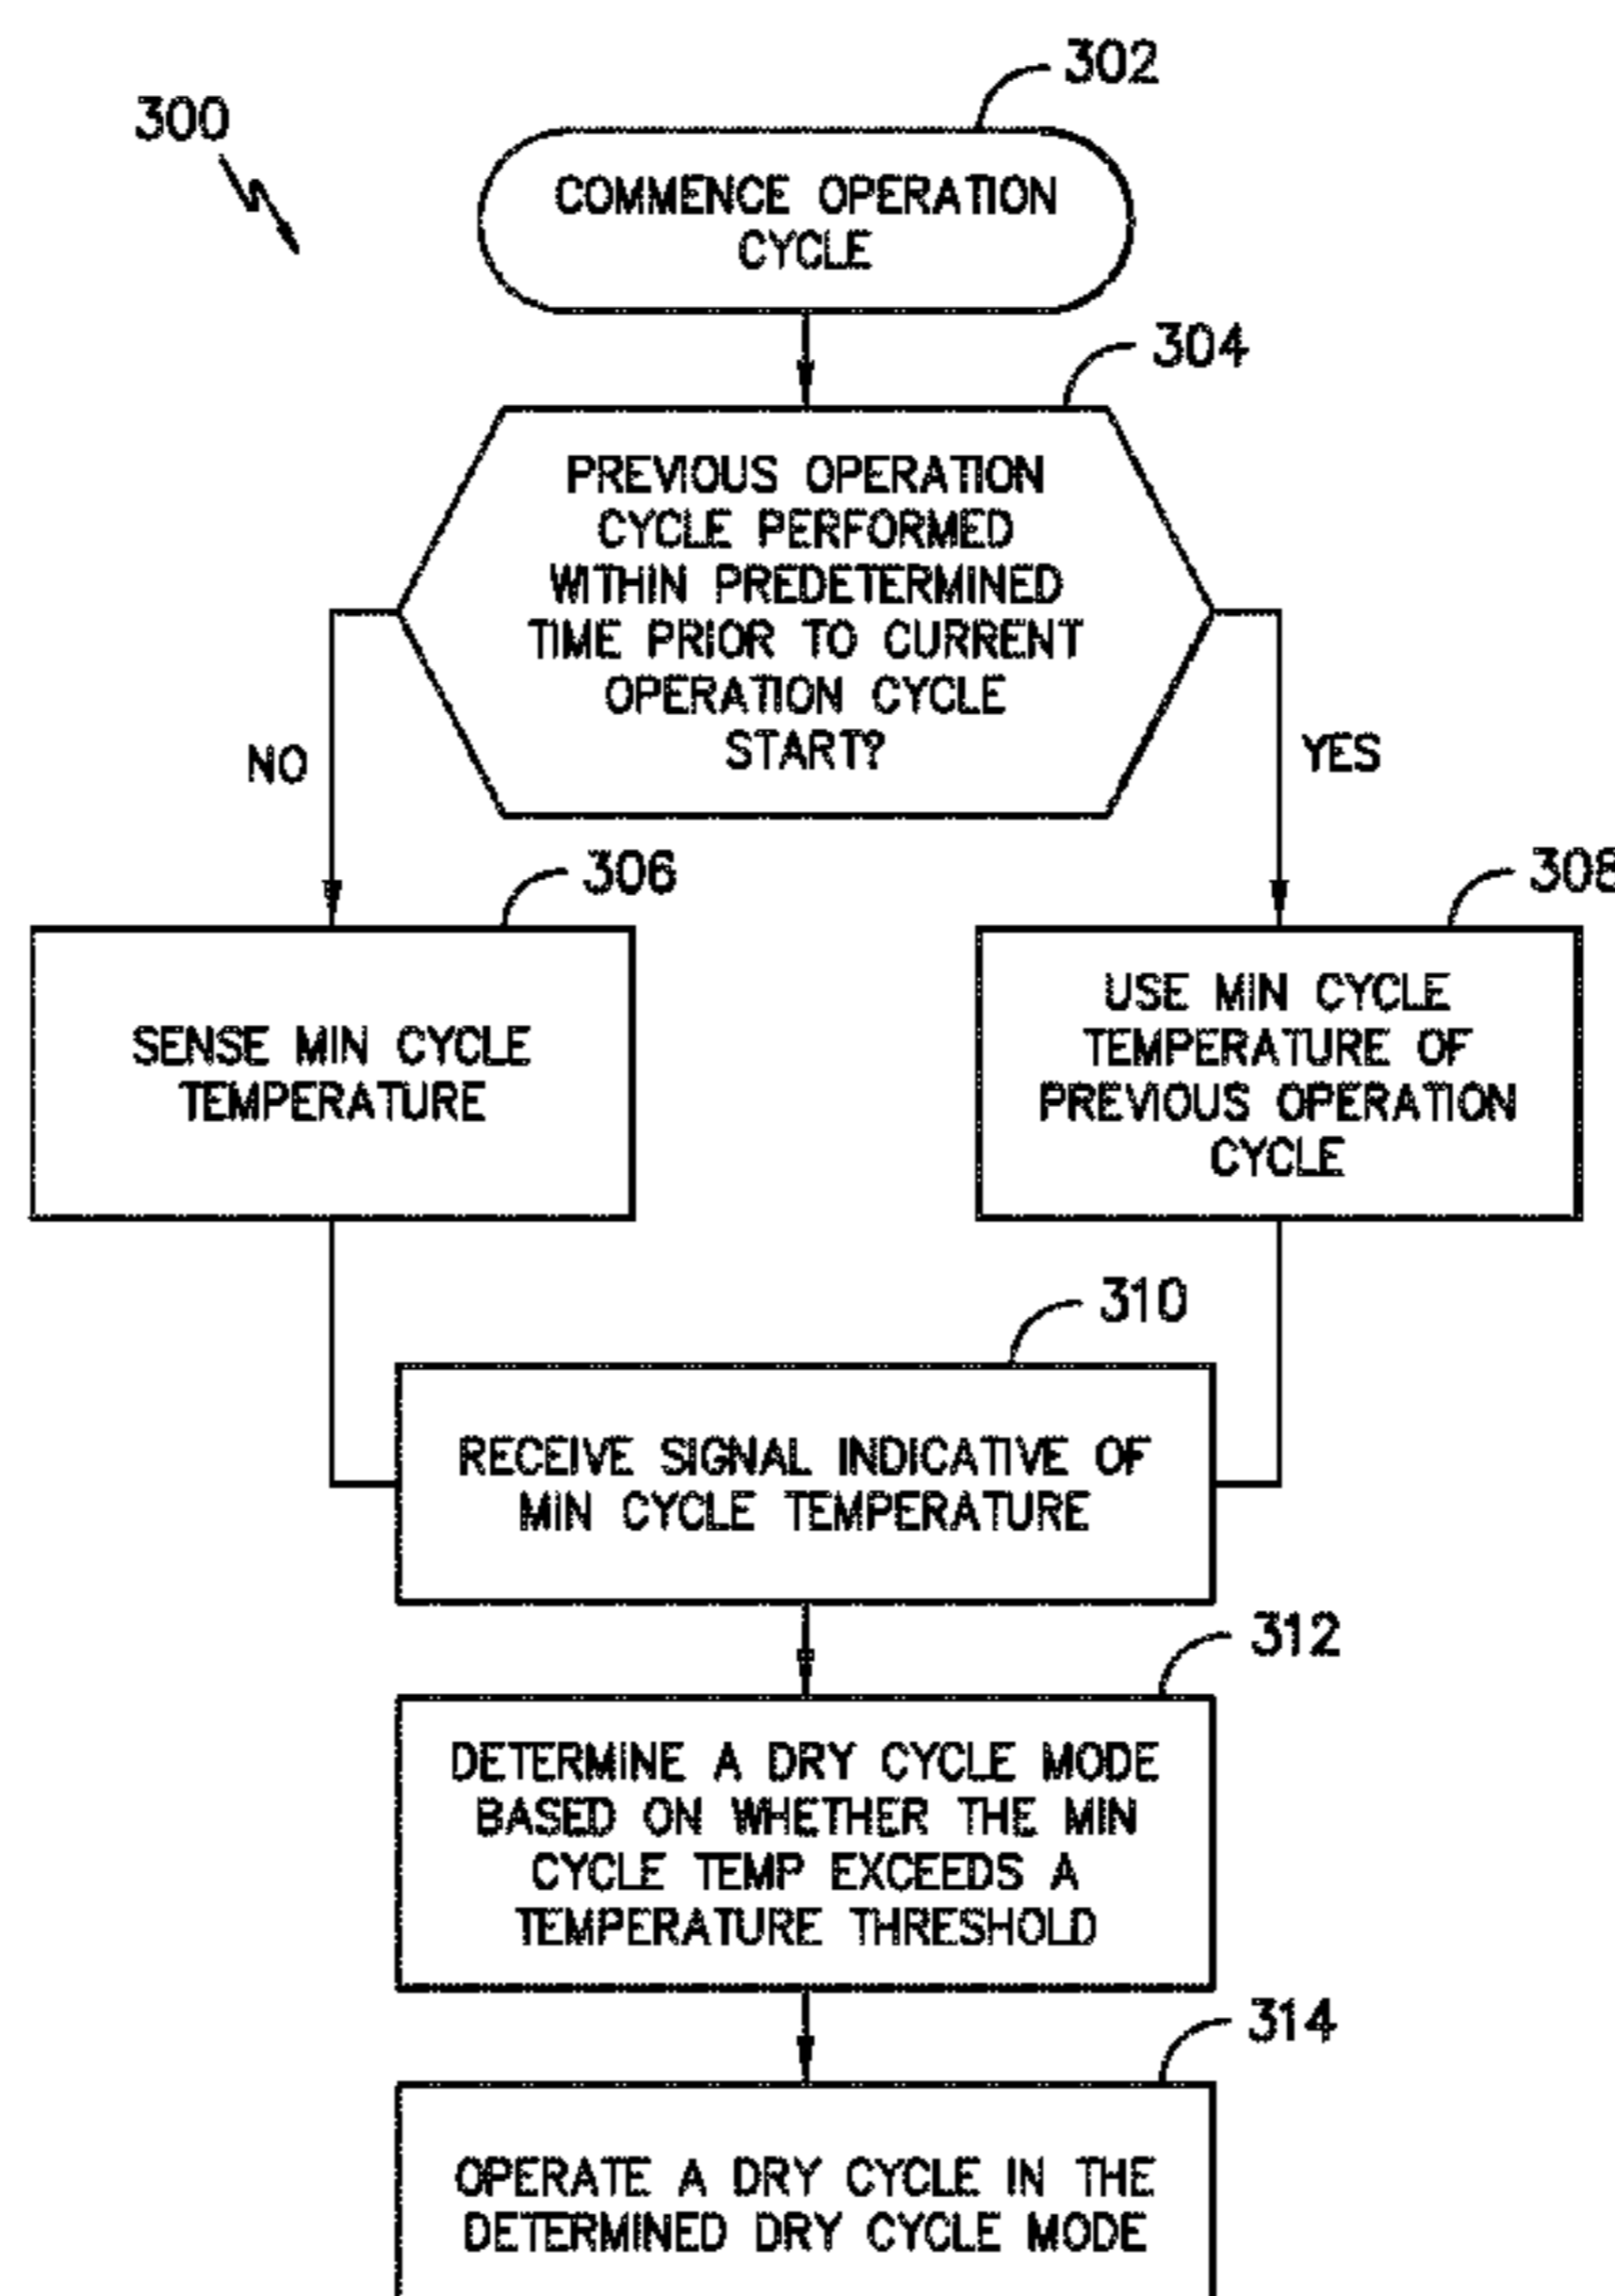 302
300
COMMENCE OPERATION
CYCLE
304
PREVIOUS OPERATION
CYCLE PERFORMED
WITHIN PREDETERMINED
TIME PRIOR TO CURRENT
OPERATION CYCLE
START?
NO
YES
306
308
SENSE MIN CYCLE
TEMPERATURE
USE MIN CYCLE
TEMPERATURE OF
PREVIOUS OPERATION
CYCLE
310
RECEIVE SIGNAL INDICATIVE OF
MIN CYCLE TEMPERATURE
312
DETERMINE A DRY CYCLE MODE
BASED ON WHETHER THE MIN
CYCLE TEMP EXCEEDS A
TEMPERATURE THRESHOLD
314
OPERATE A DRY CYCLE IN THE
DETERMINED DRY CYCLE MODE